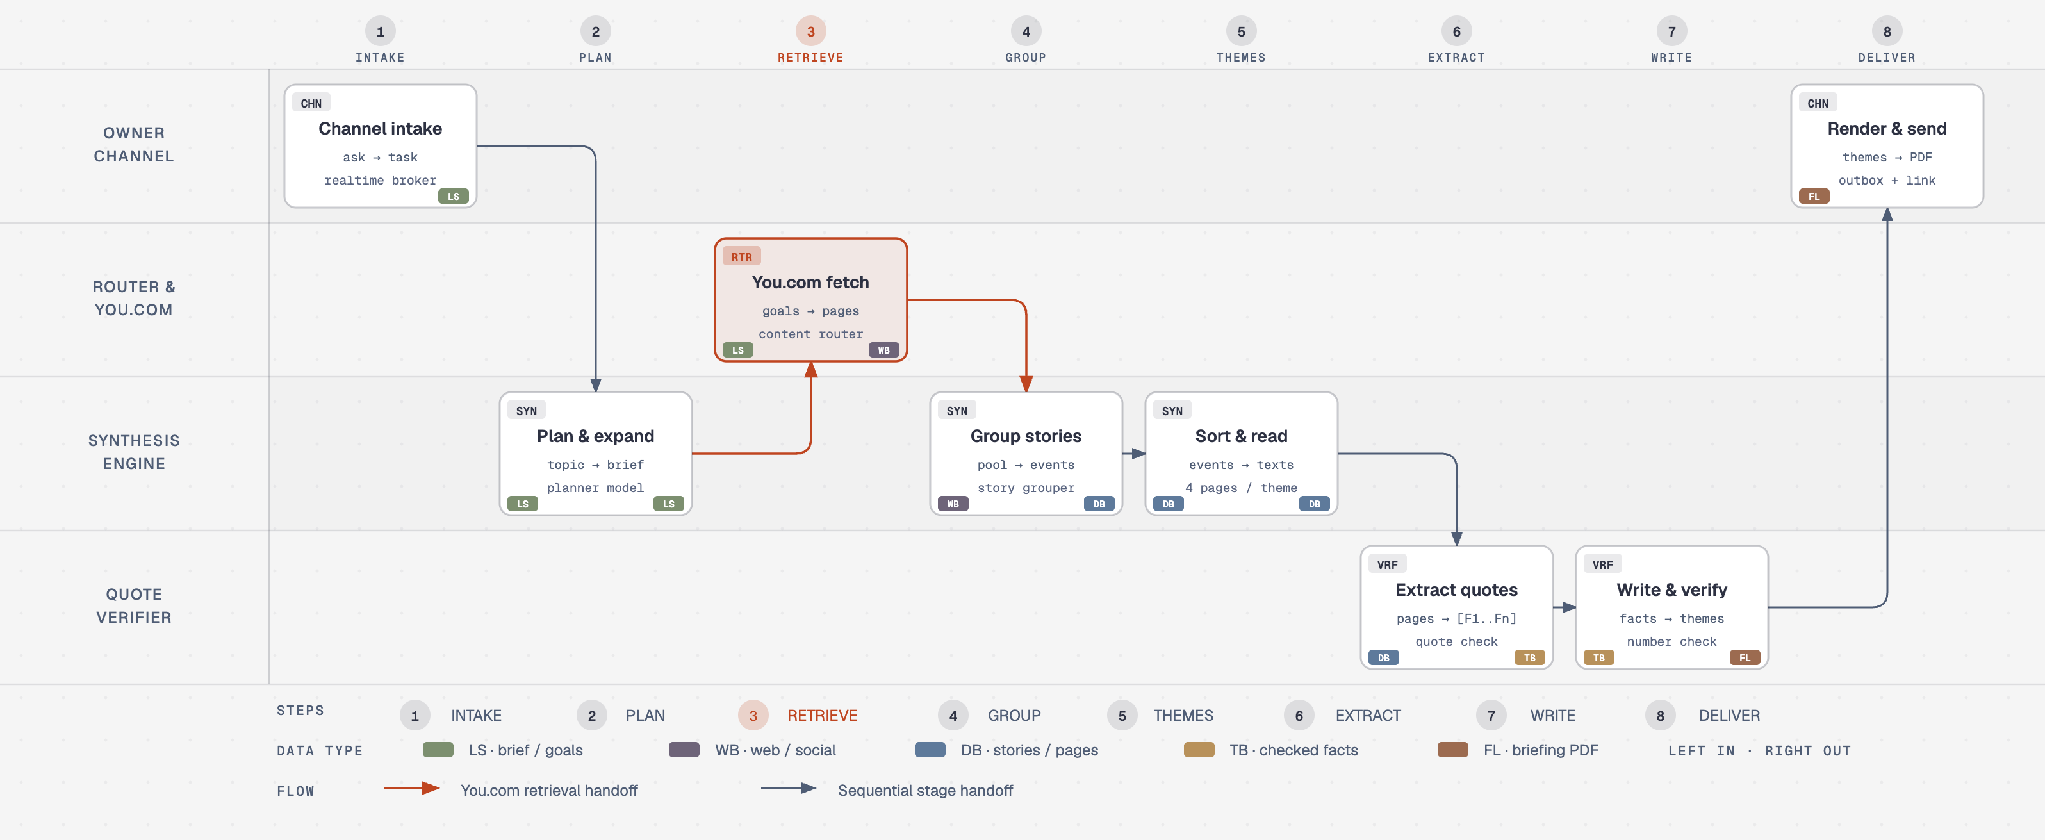 1 2 3 4 5 6 7 8
INTAKE PLAN RETRIEVE GROUP THEMES EXTRACT WRITE DELIVER
OWNER
CHANNEL
CHN
Channel intake
ask → task
realtime broker
LS
CHN
Render & send
themes → PDF
outbox + link
FL
ROUTER &
YOU.COM
RTR
You.com fetch
goals → pages
content router
LS WB
SYNTHESIS
ENGINE
SYN
Plan & expand
topic → brief
planner model
LS LS
SYN
Group stories
pool → events
story grouper
WB DB
SYN
Sort & read
events → texts
4 pages / theme
DB DB
QUOTE
VERIFIER
VRF
Extract quotes
pages → [F1..Fn]
quote check
DB TB
VRF
Write & verify
facts → themes
number check
TB FL
STEPS 1 INTAKE 2 PLAN 3 RETRIEVE 4 GROUP 5 THEMES 6 EXTRACT 7 WRITE 8 DELIVER
DATA TYPE LS · brief / goals WB · web / social DB · stories / pages TB · checked facts FL · briefing PDF LEFT IN · RIGHT OUT
FLOW You.com retrieval handoff Sequential stage handoff